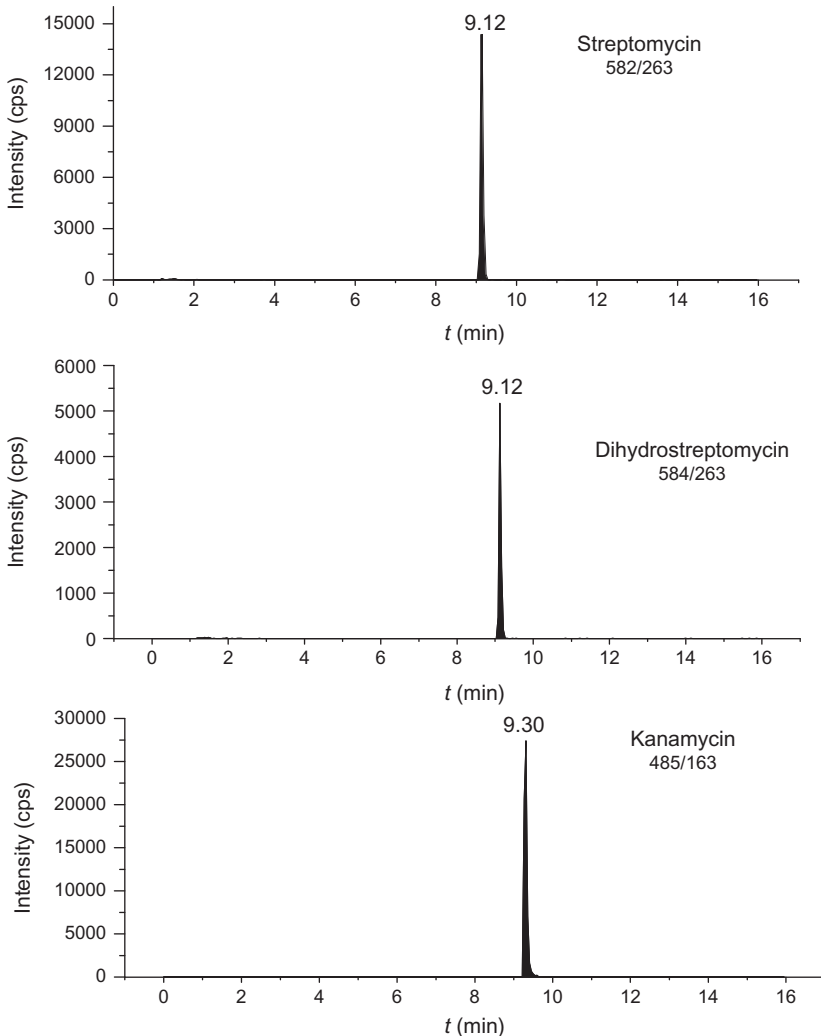 15000
12000
9000
6000
3000
0
Intensity (cps)
9.12
Streptomycin
582/263
0 2 4 6 8 10 12 14 16
t (min)
6000
5000
4000
3000
2000
1000
0
Intensity (cps)
9.12
Dihydrostreptomycin
584/263
0 2 4 6 8 10 12 14 16
t (min)
30000
25000
20000
15000
10000
5000
0
Intensity (cps)
9.30
Kanamycin
485/163
0 2 4 6 8 10 12 14 16
t (min)